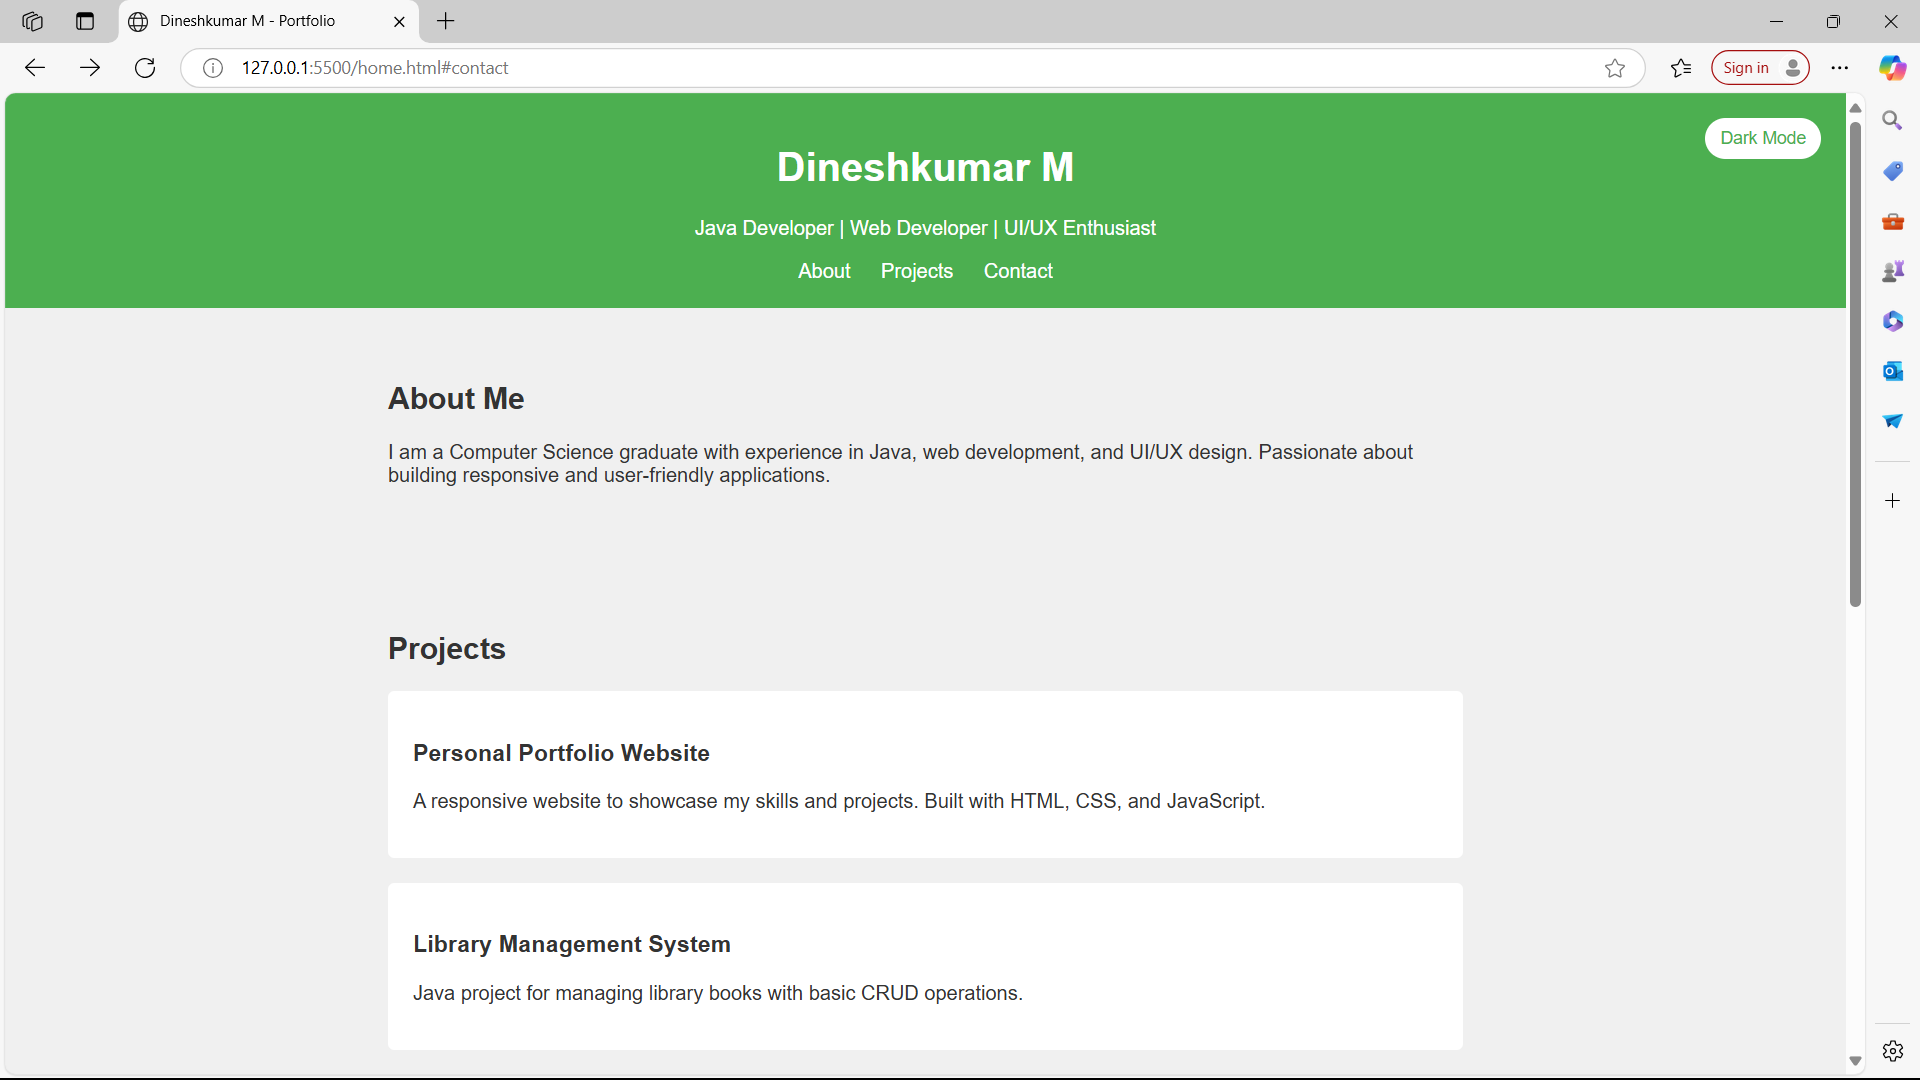 Dineshkumar M - Portfolio
127.0.0.1:5500/home.html#contact
Sign in
Dark Mode
Dineshkumar M
Java Developer | Web Developer | UI/UX Enthusiast
About Projects Contact
About Me
I am a Computer Science graduate with experience in Java, web development, and UI/UX design. Passionate about
building responsive and user-friendly applications.
Projects
Personal Portfolio Website
A responsive website to showcase my skills and projects. Built with HTML, CSS, and JavaScript.
Library Management System
Java project for managing library books with basic CRUD operations.